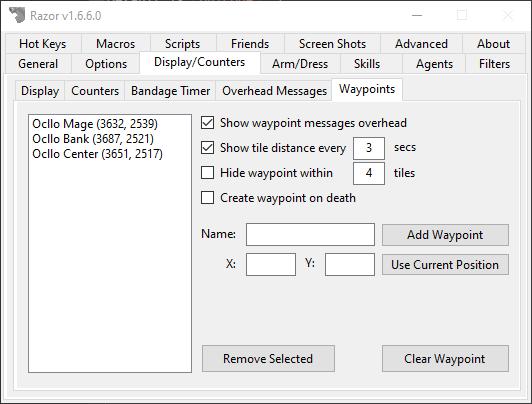 Razor v1.6.6.0
Hot Keys Macros Scripts Friends Screen Shots Advanced About
General Options Display/Counters Arm/Dress Skills Agents Filters
Display Counters Bandage Timer Overhead Messages Waypoints
Ocllo Mage (3632, 2539)
Ocllo Bank (3687, 2521)
Ocllo Center (3651, 2517)
Show waypoint messages overhead
Show tile distance every 3 secs
Hide waypoint within 4 tiles
Create waypoint on death
Name: Add Waypoint
X: Y: Use Current Position
Remove Selected Clear Waypoint